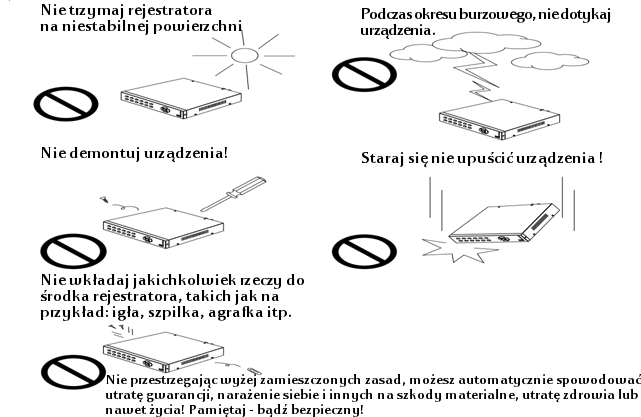 Nie trzymaj rejestratora
na niestabilnej powierzchni
Podczas okresu burzowego, nie dotykaj
urządzenia.
Nie demontuj urządzenia!
Staraj się nie upuścić urządzenia !
Nie wkładaj jakichkolwiek rzeczy do
środka rejestratora, takich jak na
przykład: igła, szpilka, agrafka itp.
Nie przestrzegając wyżej zamieszczonych zasad, możesz automatycznie spowodować
utratę gwarancji, narażenie siebie i innych na szkody materialne, utratę zdrowia lub
nawet życia! Pamiętaj - bądź bezpieczny!